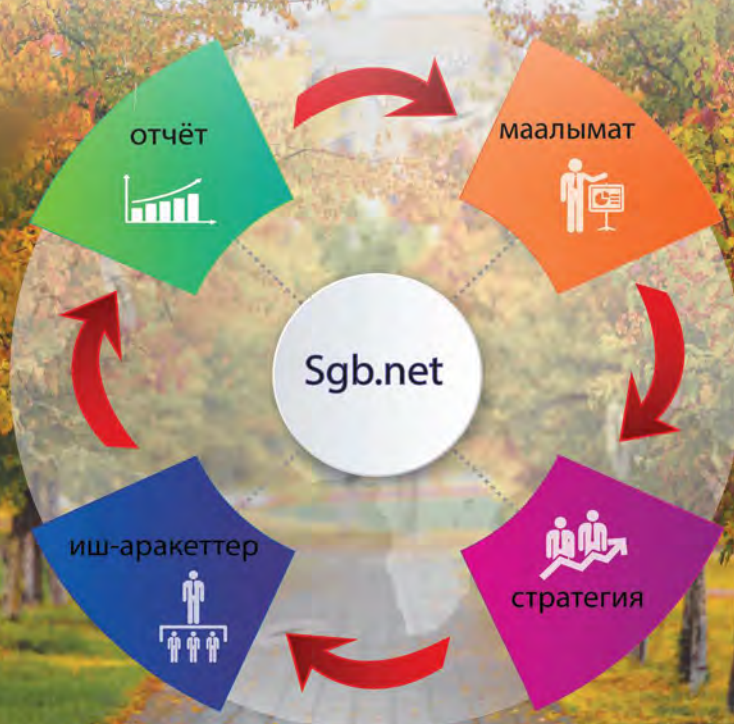 отчёт
маалымат
Sgb.net
иш-аракеттер
стратегия